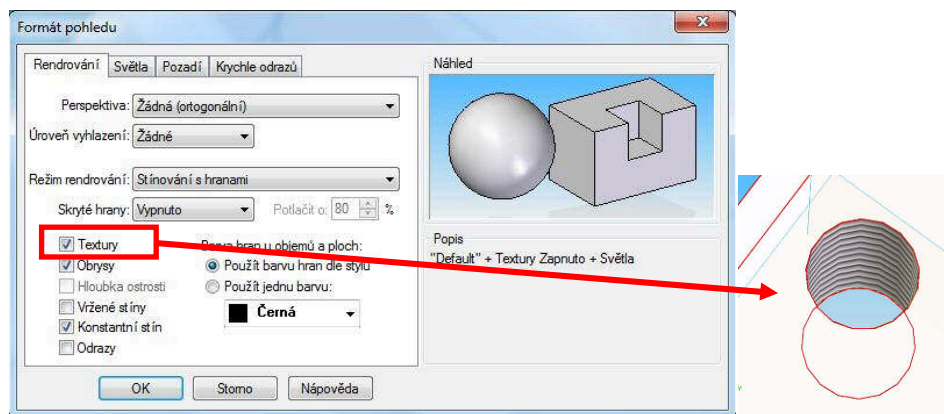 Formát pohledu
Rendrování Světla Pozadí Krychle odrazů
Perspektiva: Žádná (ortogonální)
Úroveň vyhlazení: Žádné
Režim rendrování: Stínování s hranami
Skryté hrany: Vypnuto Potlačit o: 80 %
Textury
Barva hran u objemů a ploch:
Obrysy
Použít barvu hran dle stylu
Hloubka ostrosti
Použít jednu barvu:
Vržené stíny
Černá
Konstantní stín
Odrazy
Náhled
Popis
"Default" + Textury Zapnuto + Světla
OK Storno Nápověda